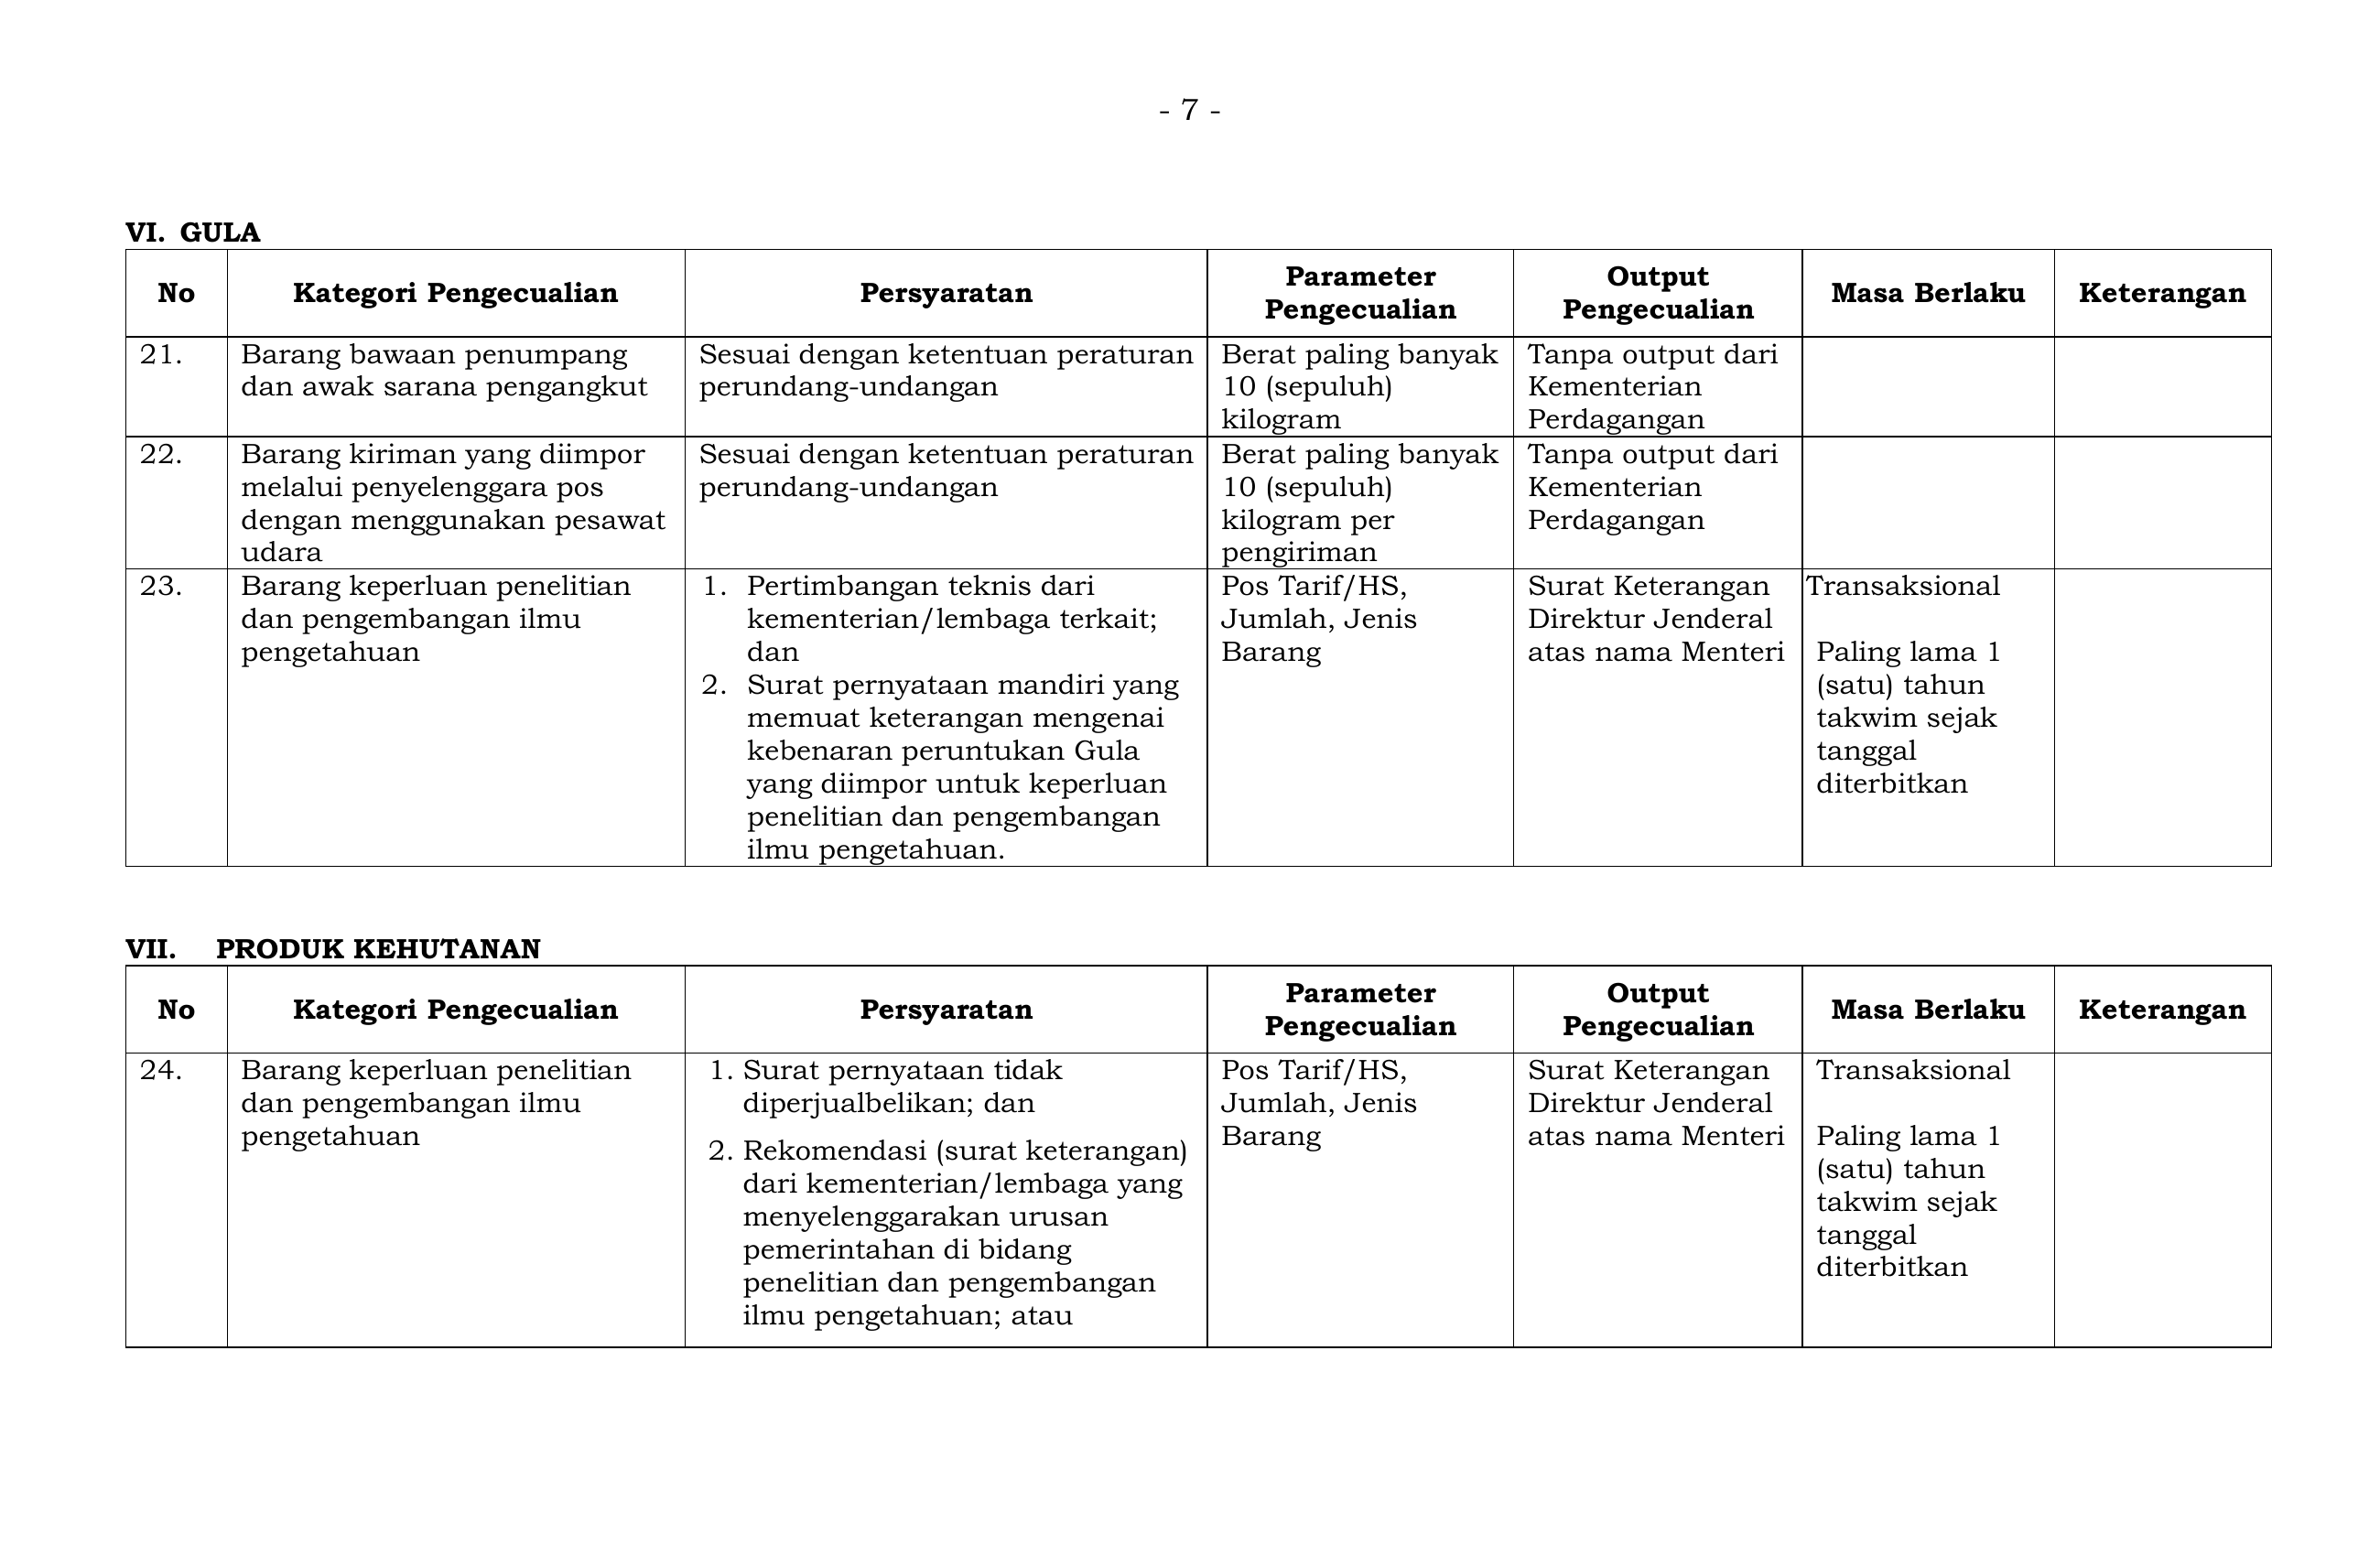 - 7 -
VI. GULA
No
Kategori Pengecualian
Persyaratan
Parameter
Pengecualian
Output
Pengecualian
Masa Berlaku
Keterangan
21.
Barang bawaan penumpang
dan awak sarana pengangkut
Sesuai dengan ketentuan peraturan
perundang-undangan
Berat paling banyak
10 (sepuluh)
kilogram
Tanpa output dari
Kementerian
Perdagangan
22.
Barang kiriman yang diimpor
melalui penyelenggara pos
dengan menggunakan pesawat
udara
Sesuai dengan ketentuan peraturan
perundang-undangan
Berat paling banyak
10 (sepuluh)
kilogram per
pengiriman
Tanpa output dari
Kementerian
Perdagangan
23.
Barang keperluan penelitian
dan pengembangan ilmu
pengetahuan
1. Pertimbangan teknis dari
kementerian/lembaga terkait;
dan
2. Surat pernyataan mandiri yang
memuat keterangan mengenai
kebenaran peruntukan Gula
yang diimpor untuk keperluan
penelitian dan pengembangan
ilmu pengetahuan.
Pos Tarif/HS,
Jumlah, Jenis
Barang
Surat Keterangan
Direktur Jenderal
atas nama Menteri
Transaksional
Paling lama 1
(satu) tahun
takwim sejak
tanggal
diterbitkan
VII. PRODUK KEHUTANAN
No
Kategori Pengecualian
Persyaratan
Parameter
Pengecualian
Output
Pengecualian
Masa Berlaku
Keterangan
24.
Barang keperluan penelitian
dan pengembangan ilmu
pengetahuan
1. Surat pernyataan tidak
diperjualbelikan; dan
2. Rekomendasi (surat keterangan)
dari kementerian/lembaga yang
menyelenggarakan urusan
pemerintahan di bidang
penelitian dan pengembangan
ilmu pengetahuan; atau
Pos Tarif/HS,
Jumlah, Jenis
Barang
Surat Keterangan
Direktur Jenderal
atas nama Menteri
Transaksional
Paling lama 1
(satu) tahun
takwim sejak
tanggal
diterbitkan